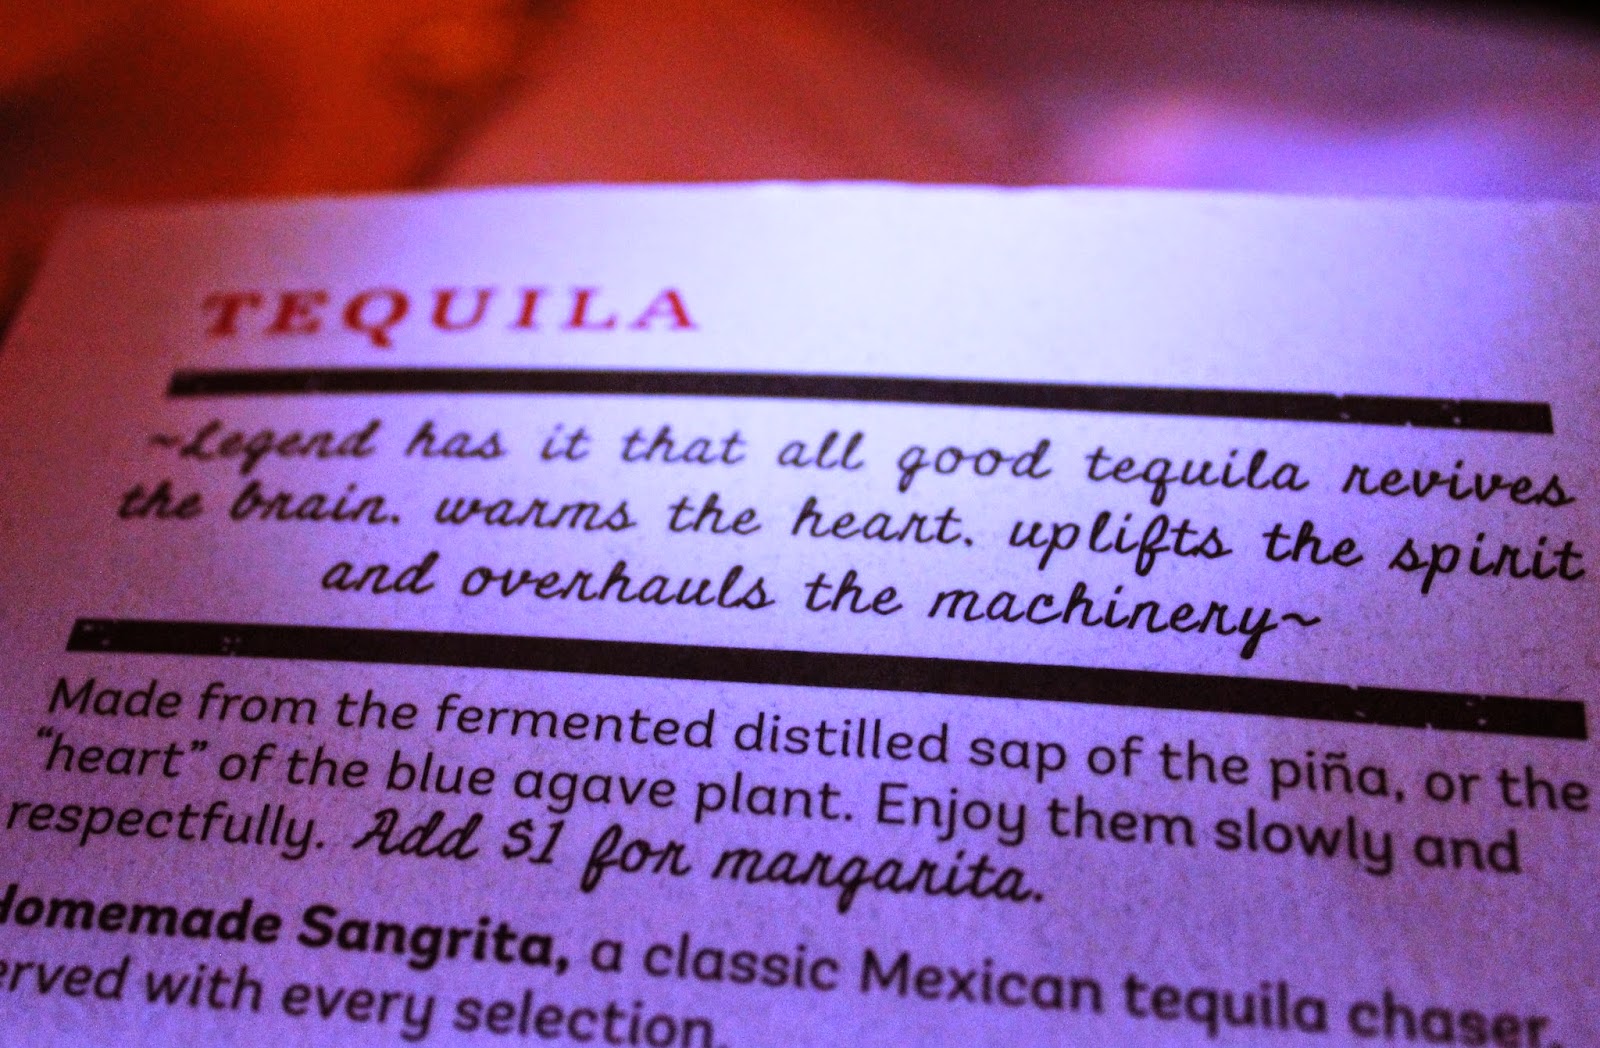 TEQUILA
~Legend has it that all good tequila revives
the brain, warms the heart, uplifts the spirit
and overhauls the machinery~
Made from the fermented distilled sap of the piña, or the
“heart” of the blue agave plant. Enjoy them slowly and
respectfully. Add $1 for margarita.
Homemade Sangrita, a classic Mexican tequila chaser,
erved with every selection.